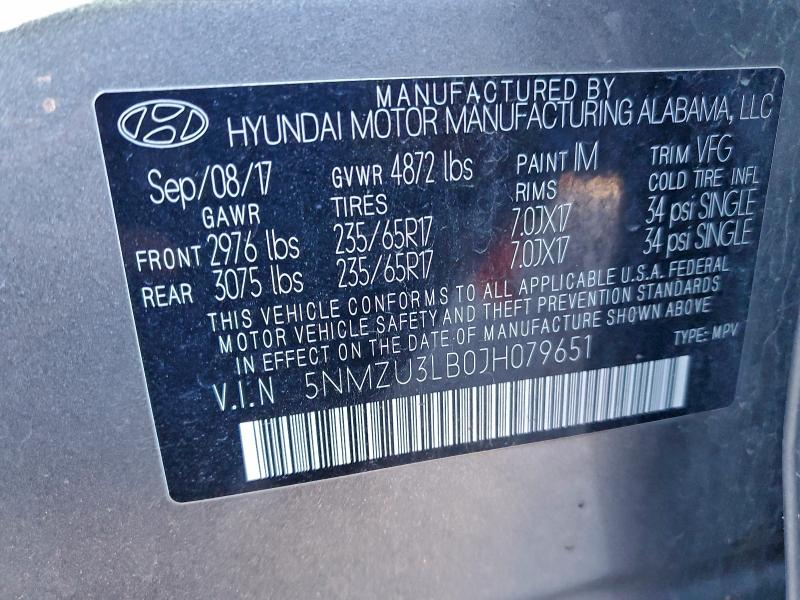 MANUFACTURED BY
HYUNDAI MOTOR MANUFACTURING ALABAMA, LLC
Sep/08/17 GVWR 4872 lbs PAINT IM TRIM VFG
GAWR TIRES RIMS COLD TIRE INFL
FRONT 2976 lbs 235/65R17 7.0JX17 34 psi SINGLE
REAR 3075 lbs 235/65R17 7.0JX17 34 psi SINGLE
THIS VEHICLE CONFORMS TO ALL APPLICABLE U.S.A. FEDERAL
MOTOR VEHICLE SAFETY AND THEFT PREVENTION STANDARDS
IN EFFECT ON THE DATE OF MANUFACTURE SHOWN ABOVE
V.I.N 5NMZU3LB0JH079651 TYPE: MPV